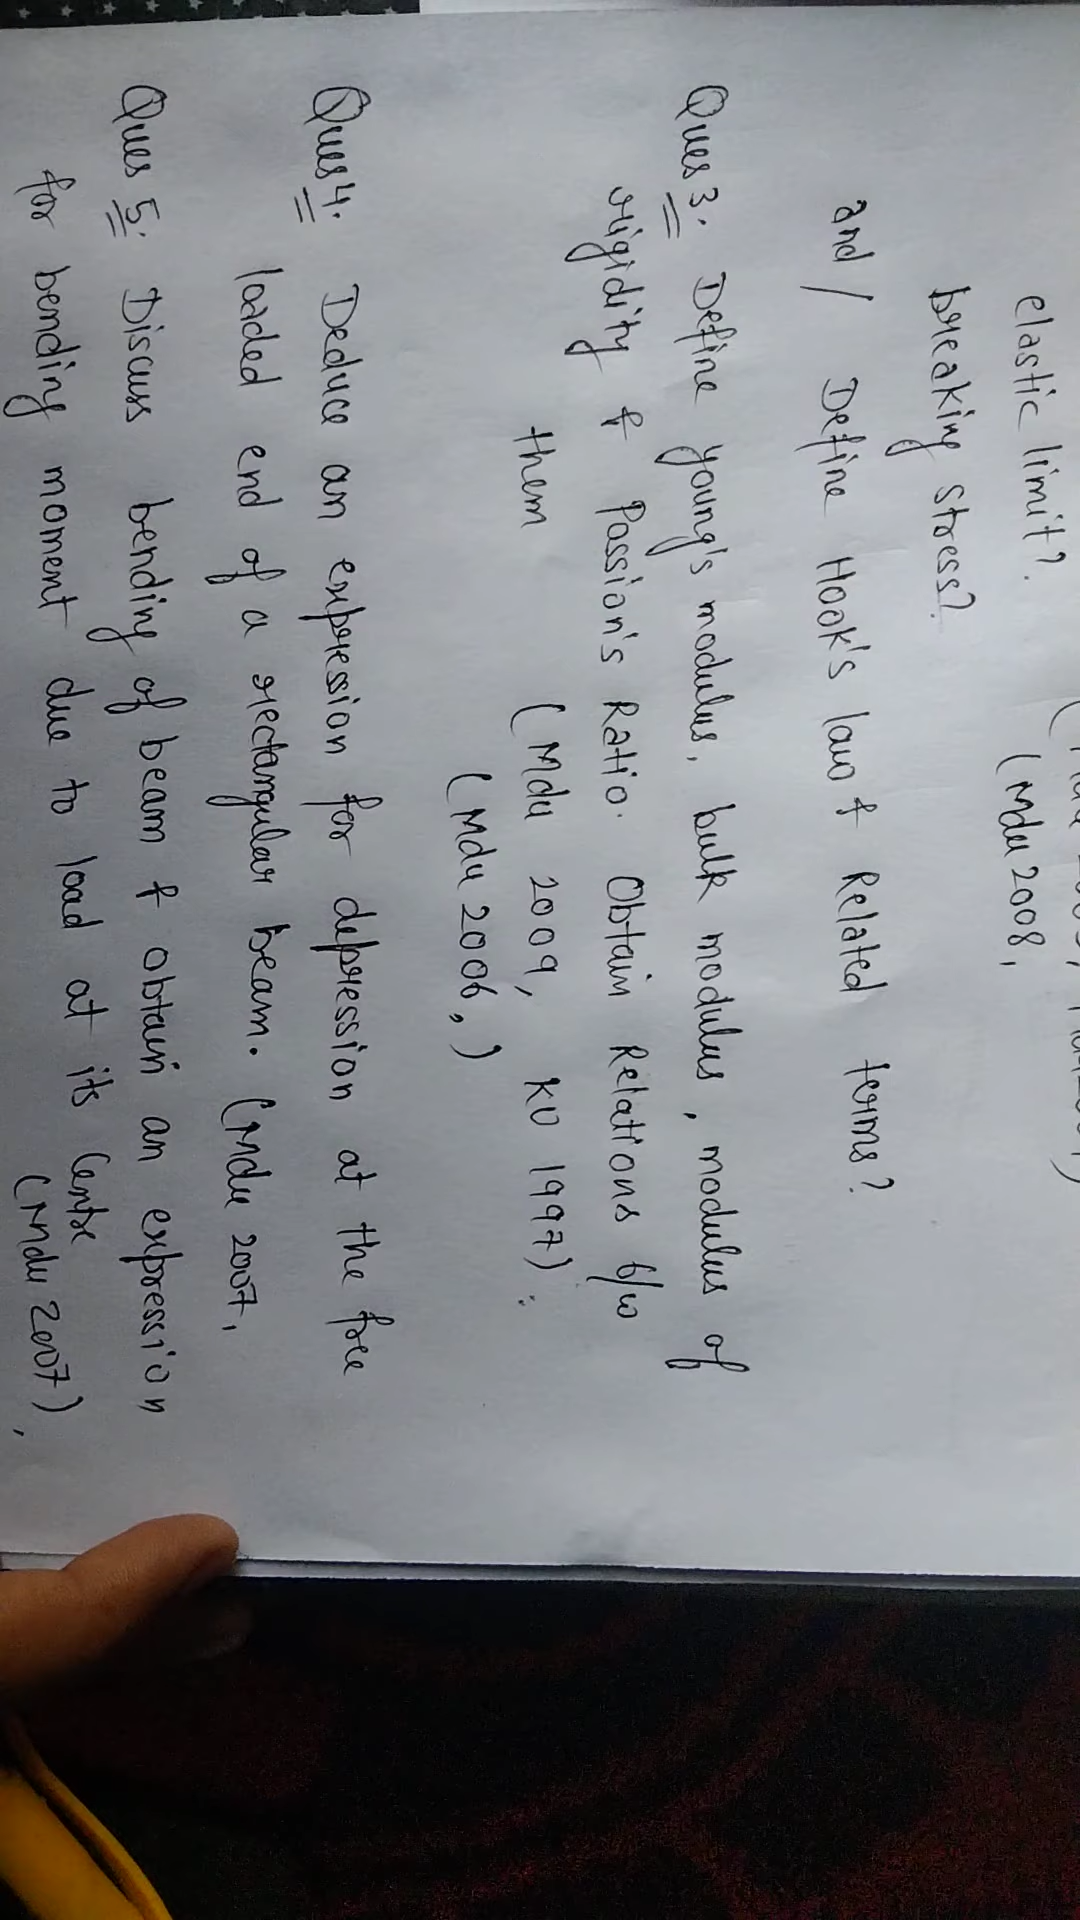 elastic limit?
(Mdu 2008,
breaking stress?
and / Define Hook's law & Related terms?
Ques 3. Define young's modulus, bulk modulus, modulus of
rigidity & Possion's Ratio. Obtain Relations b/w
them (Mdu 2009, KU 1997).
(Mdu 2006,)
Ques 4. Deduce an expression for depression at the free
loaded end of a rectangular beam. (Mdu 2007,
Ques 5. Discuss bending of beam & obtain an expression
for bending moment due to load at its Centre
(Mdu 2007),